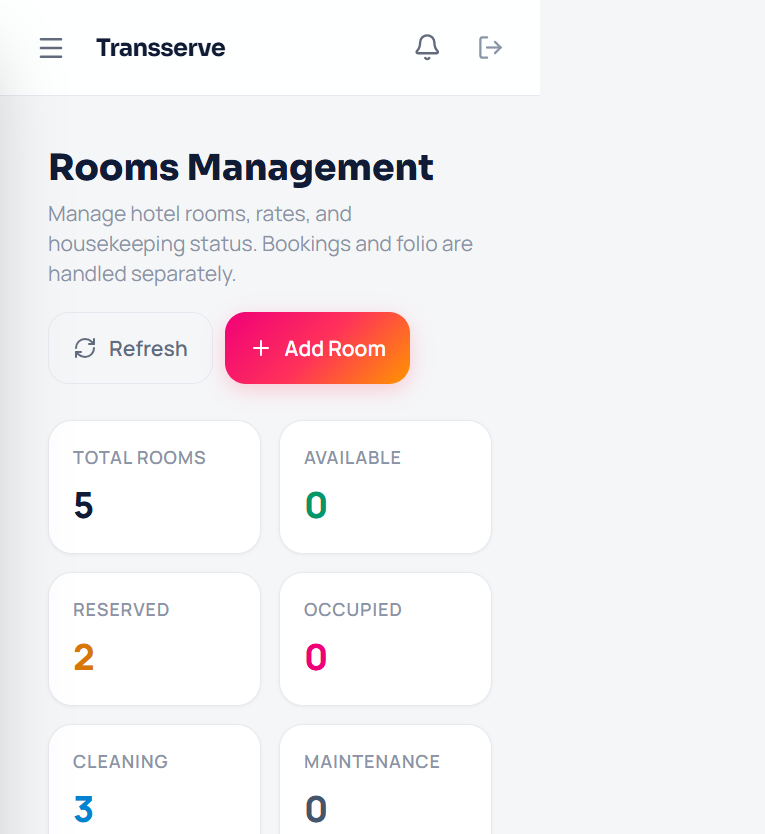 Transserve
Rooms Management
Manage hotel rooms, rates, and
housekeeping status. Bookings and folio are
handled separately.
Refresh
Add Room
TOTAL ROOMS
AVAILABLE
5
0
RESERVED
OCCUPIED
2
0
CLEANING
MAINTENANCE
3
0